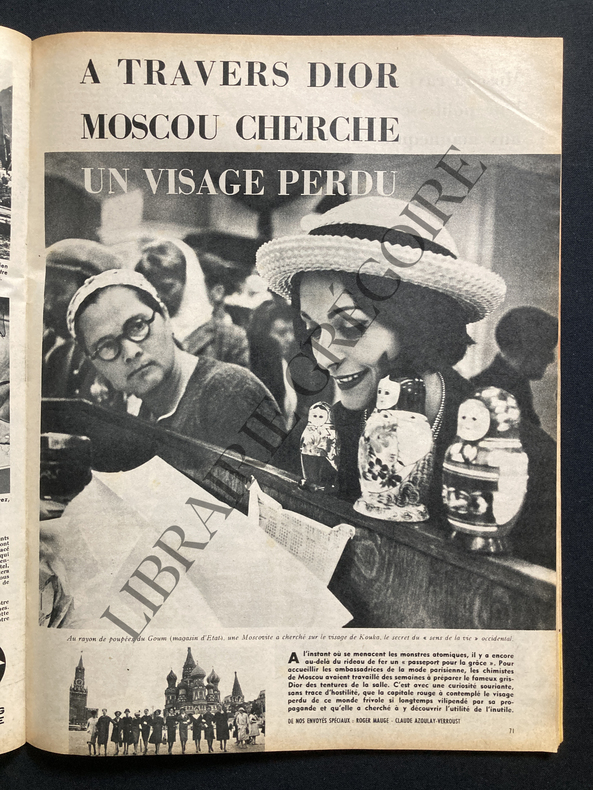 A TRAVERS DIOR
MOSCOU CHERCHE
UN VISAGE PERDU
LIBRAIRIE GRÉGOIRE
Au rayon de poupées du Goum (magasin d'Etat), une Moscovite a cherché sur le visage de Kouka, le secret du « sens de la vie » occidental.
A l'instant où se menacent les monstres atomiques, il y a encore
au-delà du rideau de fer un « passeport pour la grâce ». Pour
accueillir les ambassadrices de la mode parisienne, les chimistes
de Moscou avaient travaillé des semaines à préparer le fameux gris-
Dior des tentures de la salle. C'est avec une curiosité souriante,
sans trace d'hostilité, que la capitale rouge a contemplé le visage
perdu de ce monde frivole si longtemps vilipendé par sa pro-
pagande et qu'elle a cherché à y découvrir l'utilité de l'inutile.
DE NOS ENVOYÉS SPÉCIAUX : ROGER MAUGE - CLAUDE AZOULAY-VERROUST
71